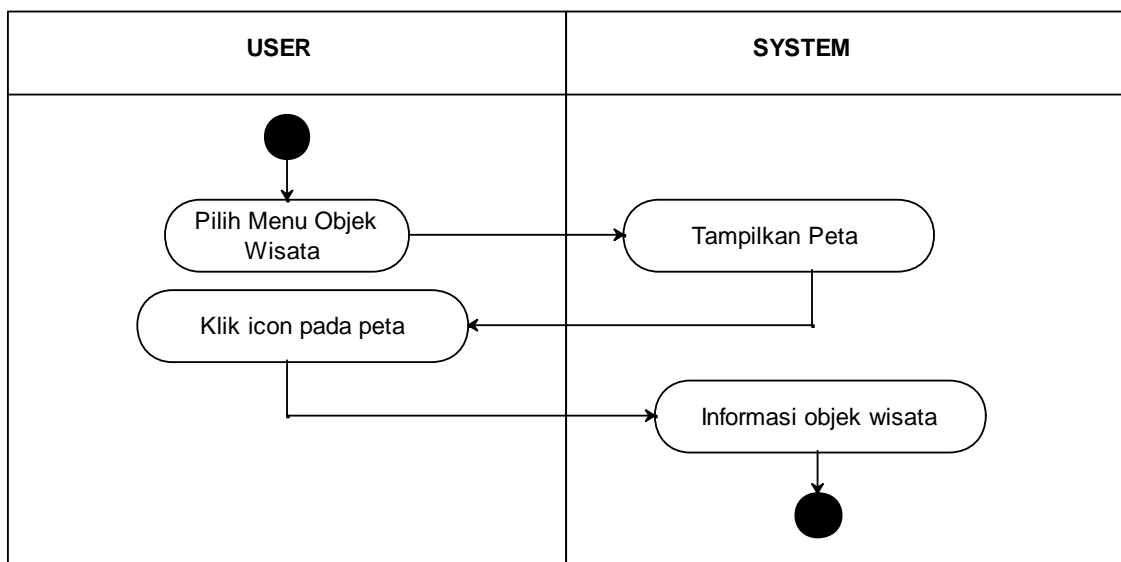 USER
SYSTEM
Pilih Menu Objek
Wisata
Tampilkan Peta
Klik icon pada peta
Informasi objek wisata